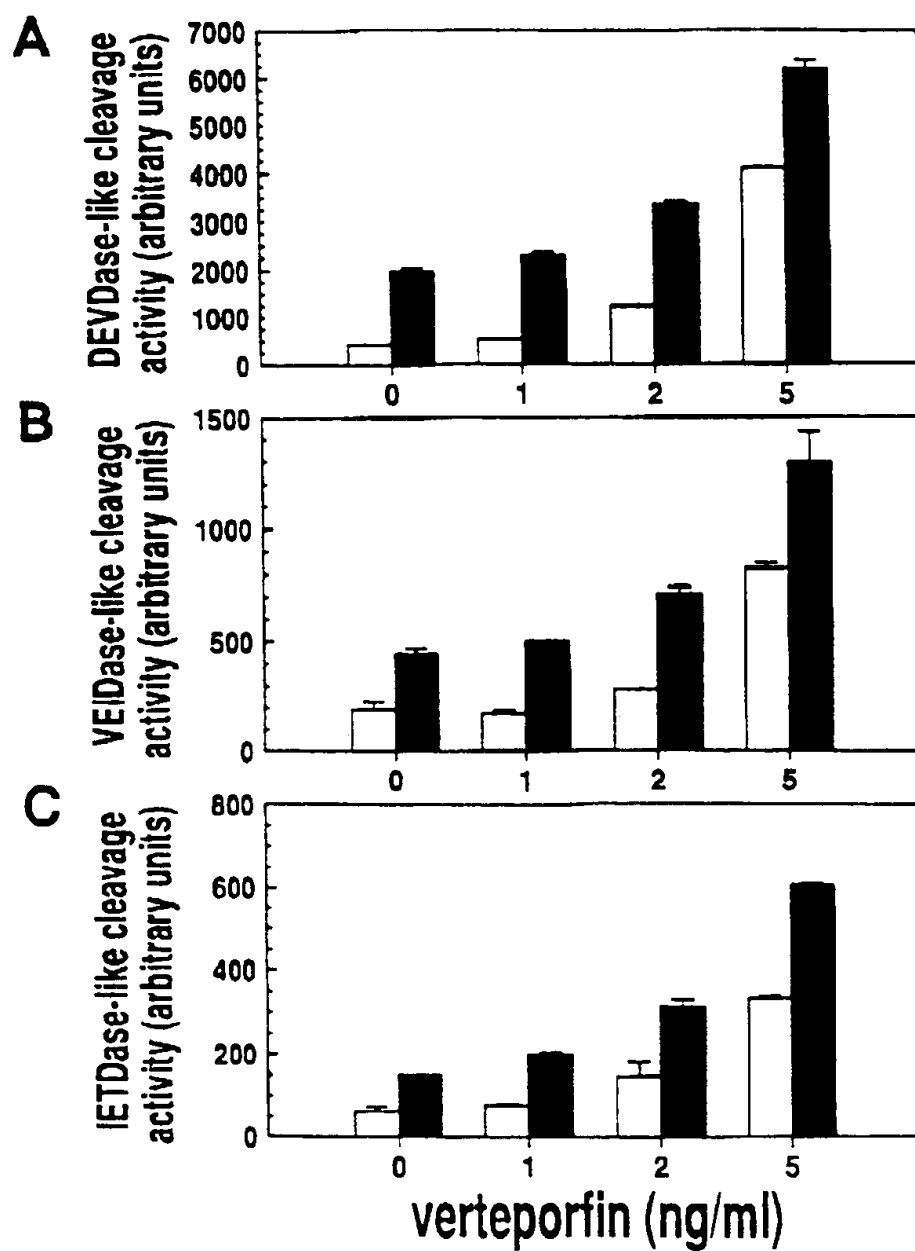 A
DEVDase-like cleavage
activity (arbitrary units)
7000
6000
5000
4000
3000
2000
1000
0
0 1 2 5
B
VEIDase-like cleavage
activity (arbitrary units)
1500
1000
500
0
0 1 2 5
C
IETDase-like cleavage
activity (arbitrary units)
800
600
400
200
0
0 1 2 5
verteporfin (ng/ml)